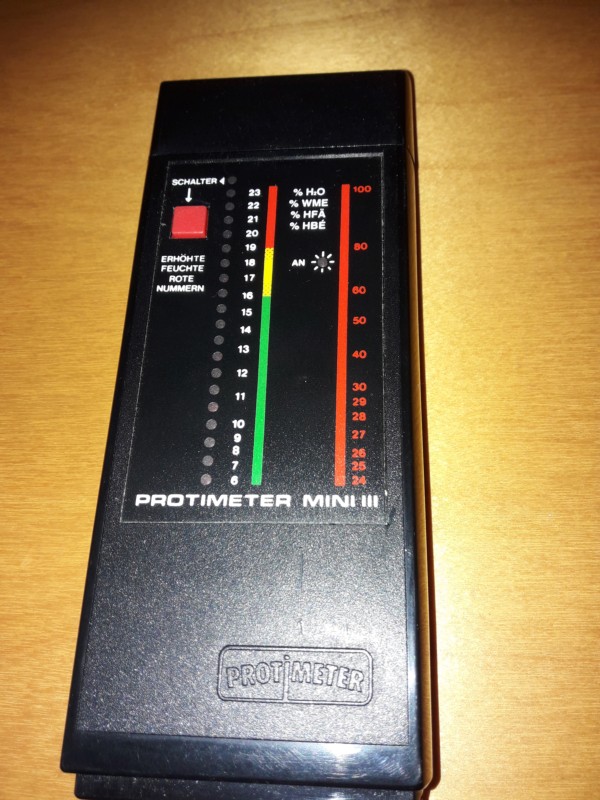 SCHALTER
23
22
21
20
19
18
17
16
15
14
13
12
11
10
9
8
7
6
% H₂O
% WME
% HFÄ
% HBÉ
AN
ERHÖHTE
FEUCHTE
ROTE
NUMMERN
100
80
60
50
40
30
29
28
27
26
25
24
PROTIMETER MINI III
PROTIMETER